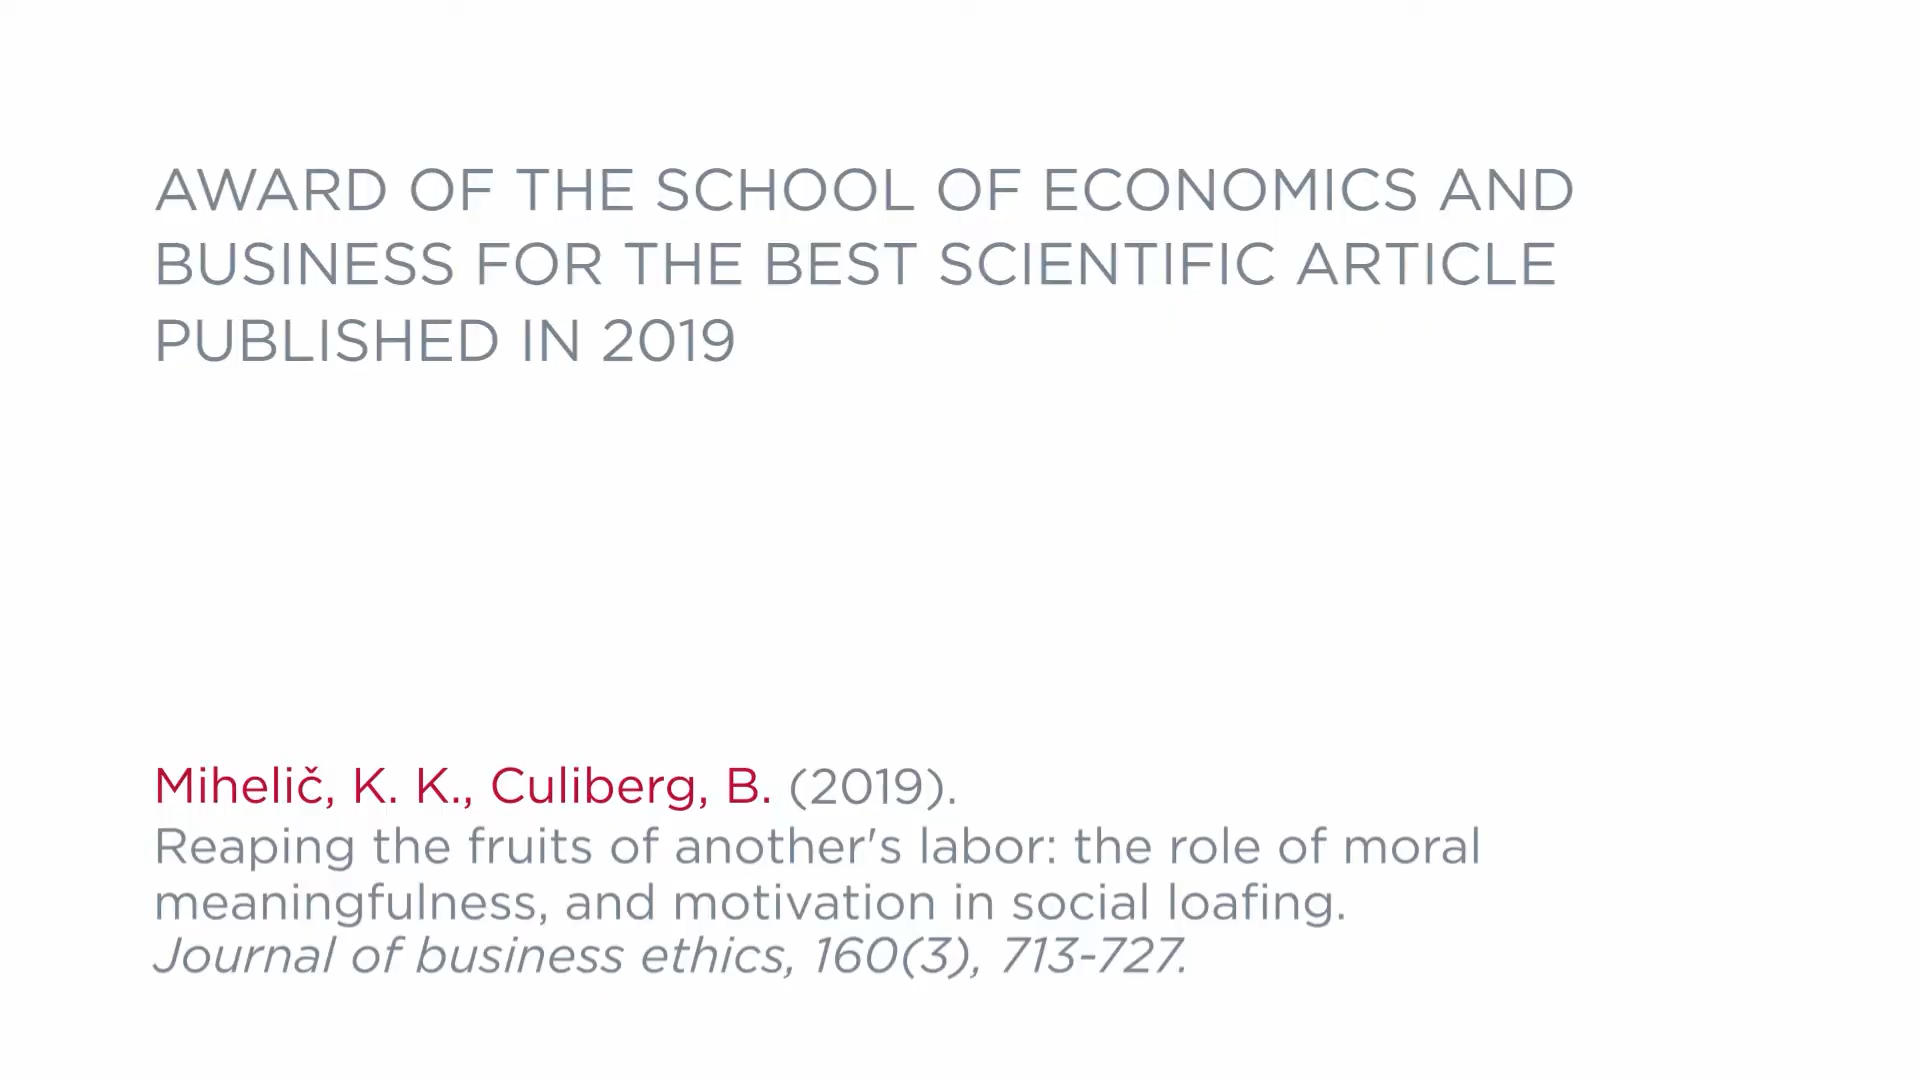 AWARD OF THE SCHOOL OF ECONOMICS AND
BUSINESS FOR THE BEST SCIENTIFIC ARTICLE
PUBLISHED IN 2019
Mihelič, K. K., Culiberg, B. (2019).
Reaping the fruits of another's labor: the role of moral
meaningfulness, and motivation in social loafing.
Journal of business ethics, 160(3), 713-727.